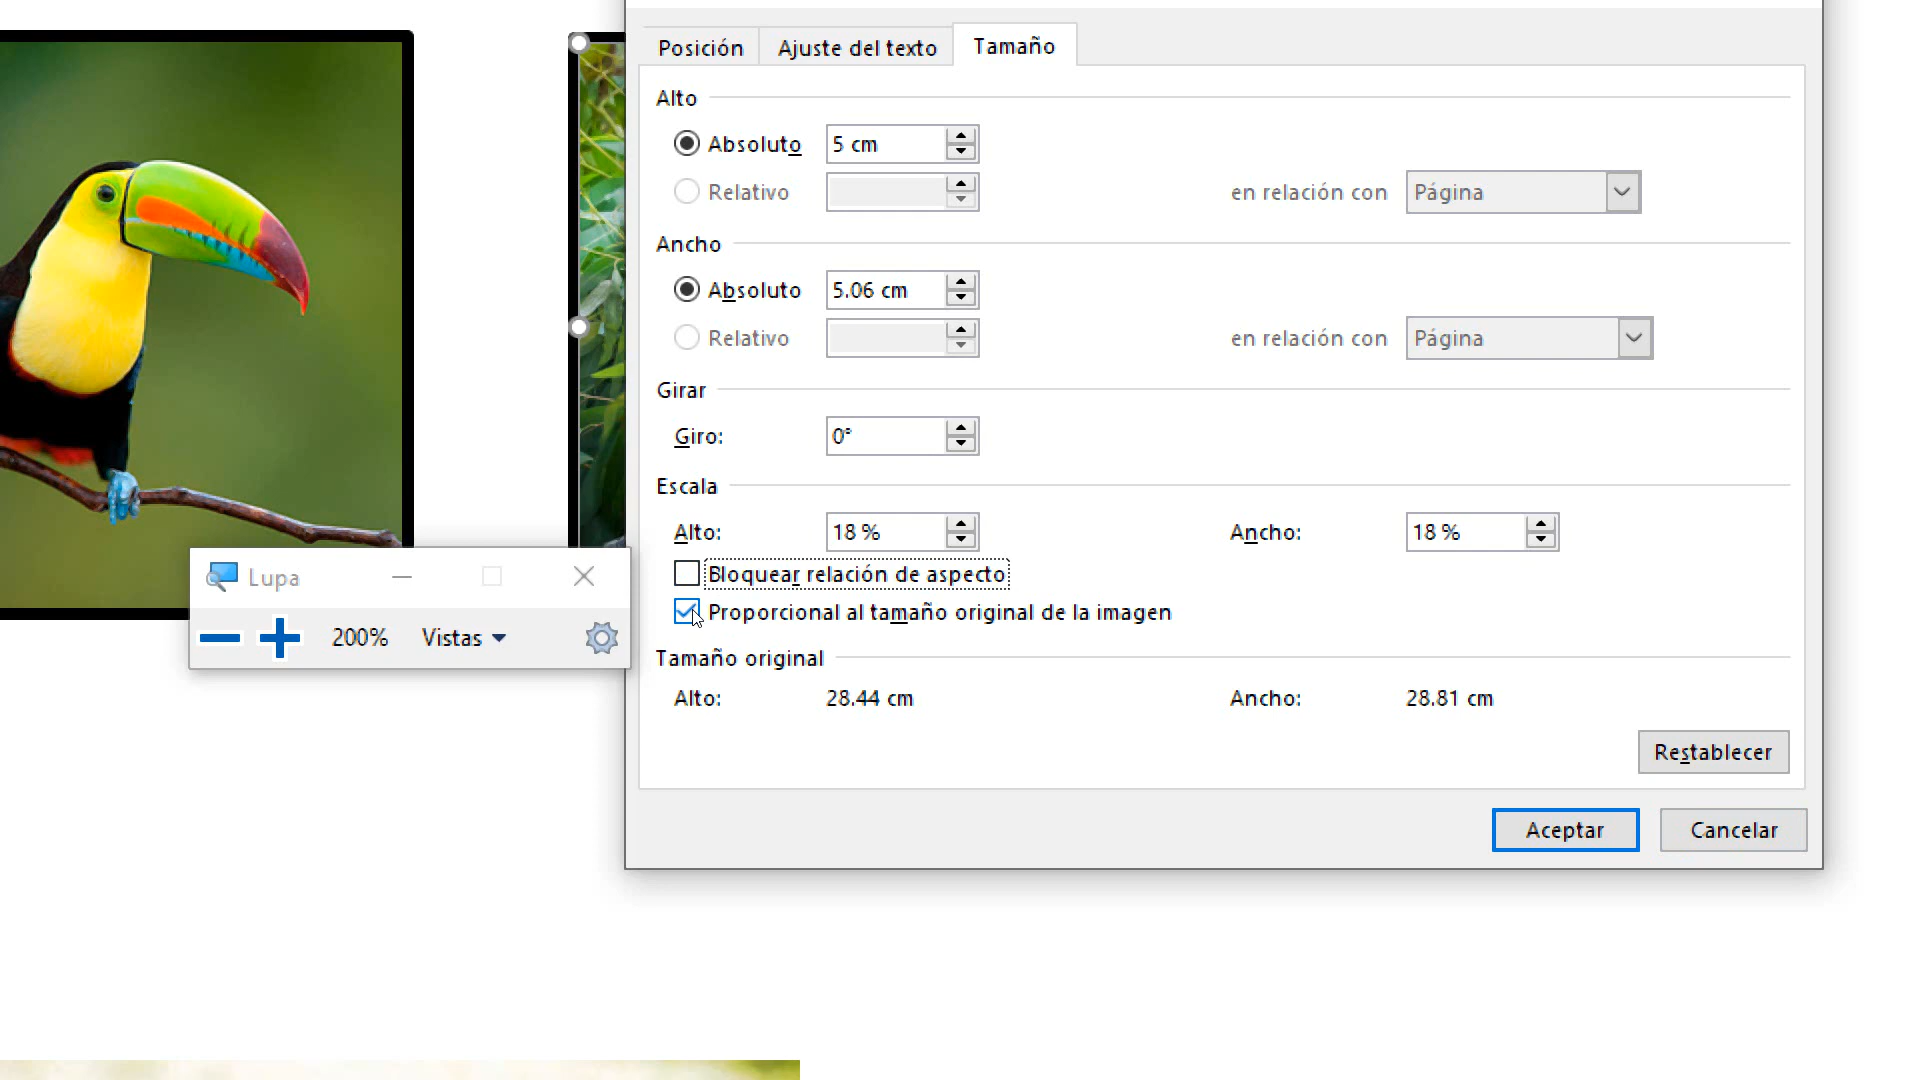 Posición Ajuste del texto Tamaño
Alto
Absoluto 5 cm
Relativo en relación con Página
Ancho
Absoluto 5.06 cm
Relativo en relación con Página
Girar
Giro: 0°
Escala
Alto: 18 % Ancho: 18 %
Bloquear relación de aspecto
Proporcional al tamaño original de la imagen
Tamaño original
Alto: 28.44 cm Ancho: 28.81 cm
Restablecer
Aceptar Cancelar
Lupa
200% Vistas